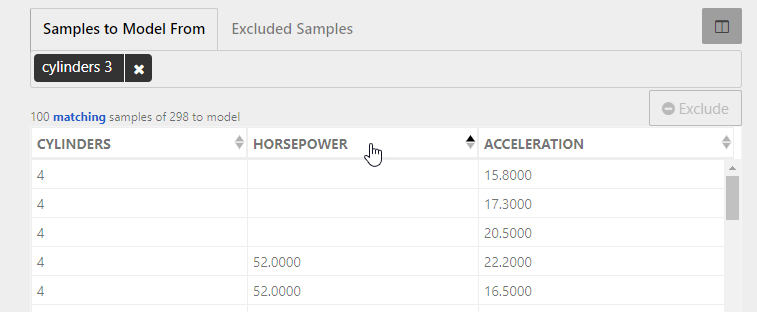 Samples to Model From Excluded Samples
cylinders 3
100 matching samples of 298 to model
Exclude
CYLINDERS HORSEPOWER ACCELERATION
4 15.8000
4 17.3000
4 20.5000
4 52.0000 22.2000
4 52.0000 16.5000